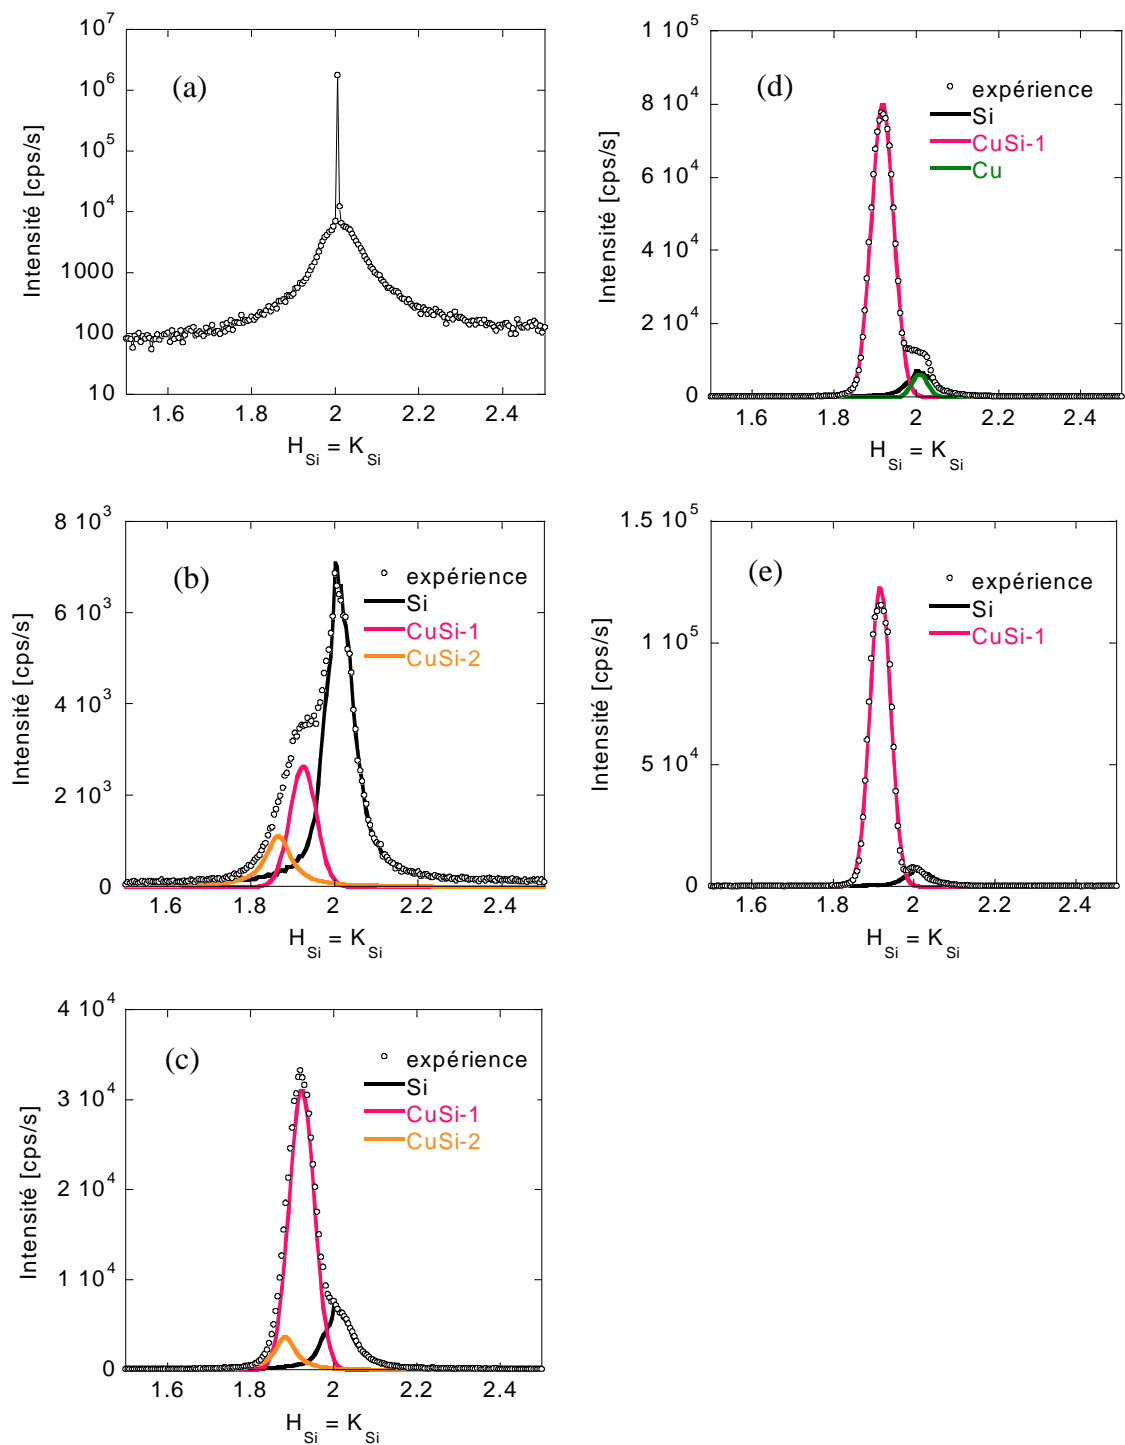 (a)
Intensité [cps/s]
10^7
10^6
10^5
10^4
1000
100
10
1.6 1.8 2 2.2 2.4
H_Si = K_Si
(b)
Intensité [cps/s]
8 10^3
6 10^3
4 10^3
2 10^3
0
expérience
Si
CuSi-1
CuSi-2
1.6 1.8 2 2.2 2.4
H_Si = K_Si
(c)
Intensité [cps/s]
4 10^4
3 10^4
2 10^4
1 10^4
0
expérience
Si
CuSi-1
CuSi-2
1.6 1.8 2 2.2 2.4
H_Si = K_Si
(d)
Intensité [cps/s]
1 10^5
8 10^4
6 10^4
4 10^4
2 10^4
0
expérience
Si
CuSi-1
Cu
1.6 1.8 2 2.2 2.4
H_Si = K_Si
(e)
Intensité [cps/s]
1.5 10^5
1 10^5
5 10^4
0
expérience
Si
CuSi-1
1.6 1.8 2 2.2 2.4
H_Si = K_Si